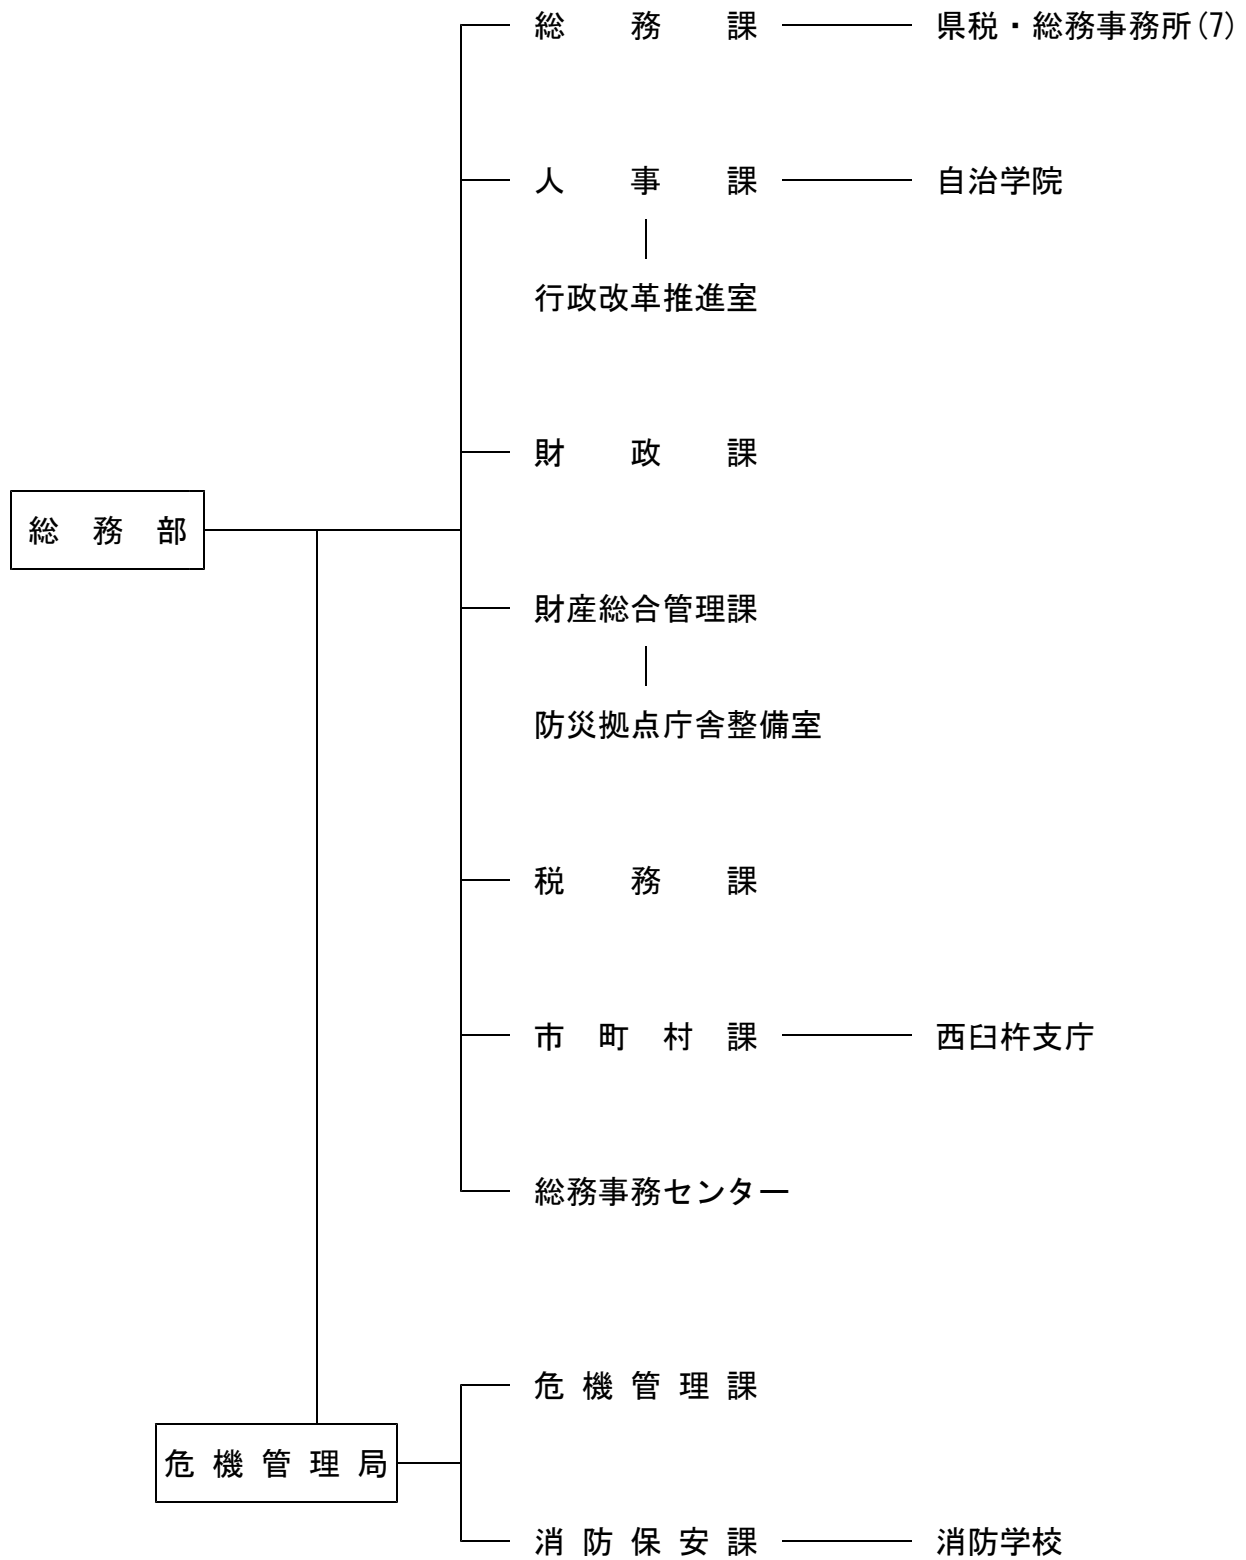 総務課 県税・総務事務所(7)
人事課 自治学院
行政改革推進室
財政課
総務部
財産総合管理課
防災拠点庁舎整備室
税務課
市町村課 西臼杵支庁
総務事務センター
危機管理課
危機管理局
消防保安課 消防学校